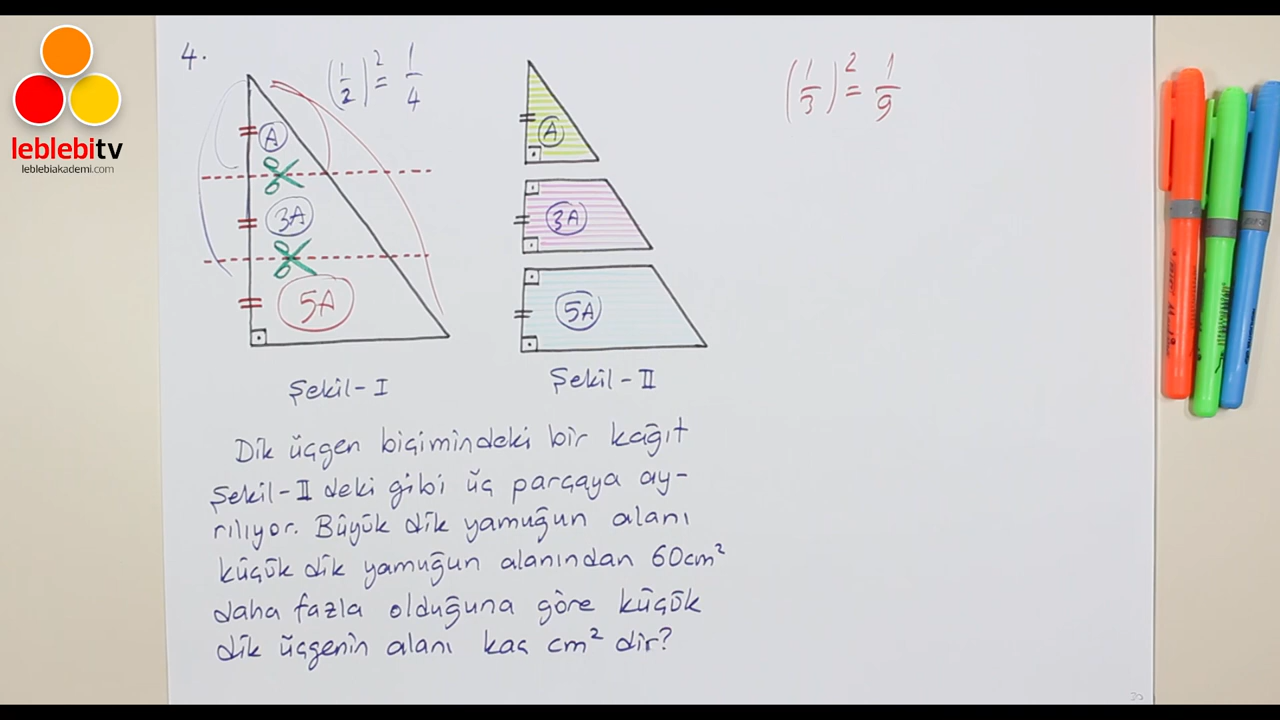 4.
(1/2)² = 1/4
(1/3)² = 1/9
leblebitv
leblebiakademi.com
A
3A
5A
A
3A
5A
Şekil-I
Şekil-II
Dik üçgen biçimindeki bir kağıt
Şekil-II deki gibi üç parçaya ay-
rılıyor. Büyük dik yamuğun alanı
küçük dik yamuğun alanından 60cm²
daha fazla olduğuna göre küçük
dik üçgenin alanı kaç cm² dir?